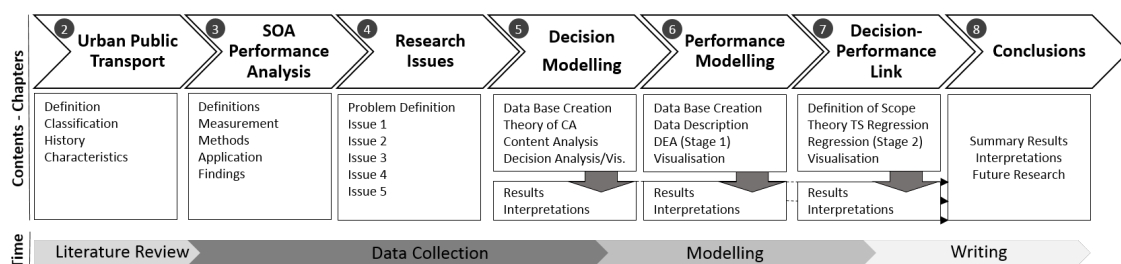 2
Urban Public
Transport
3
SOA
Performance
Analysis
4
Research
Issues
5
Decision
Modelling
6
Performance
Modelling
7
Decision-
Performance
Link
8
Conclusions
Contents - Chapters
Definition
Classification
History
Characteristics
Definitions
Measurement
Methods
Application
Findings
Problem Definition
Issue 1
Issue 2
Issue 3
Issue 4
Issue 5
Data Base Creation
Theory of CA
Content Analysis
Decision Analysis/Vis.
Results
Interpretations
Data Base Creation
Data Description
DEA (Stage 1)
Visualisation
Results
Interpretations
Definition of Scope
Theory TS Regression
Regression (Stage 2)
Visualisation
Results
Interpretations
Summary Results
Interpretations
Future Research
Time
Literature Review
Data Collection
Modelling
Writing